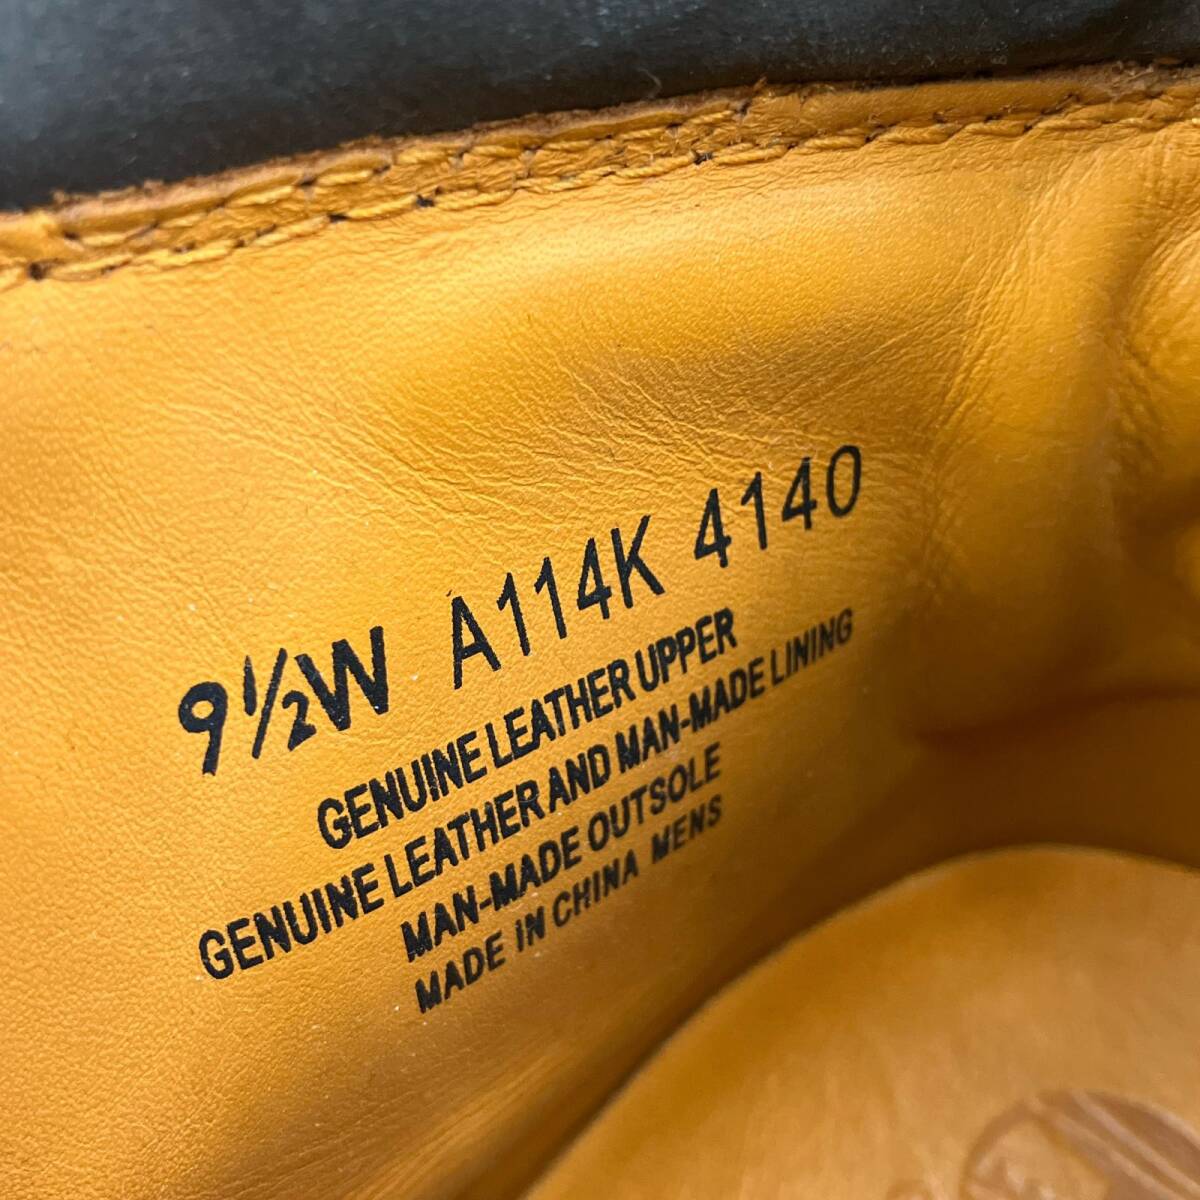 9½W A114K 4140
GENUINE LEATHER UPPER
GENUINE LEATHER AND MAN-MADE LINING
MAN-MADE OUTSOLE
MADE IN CHINA MENS